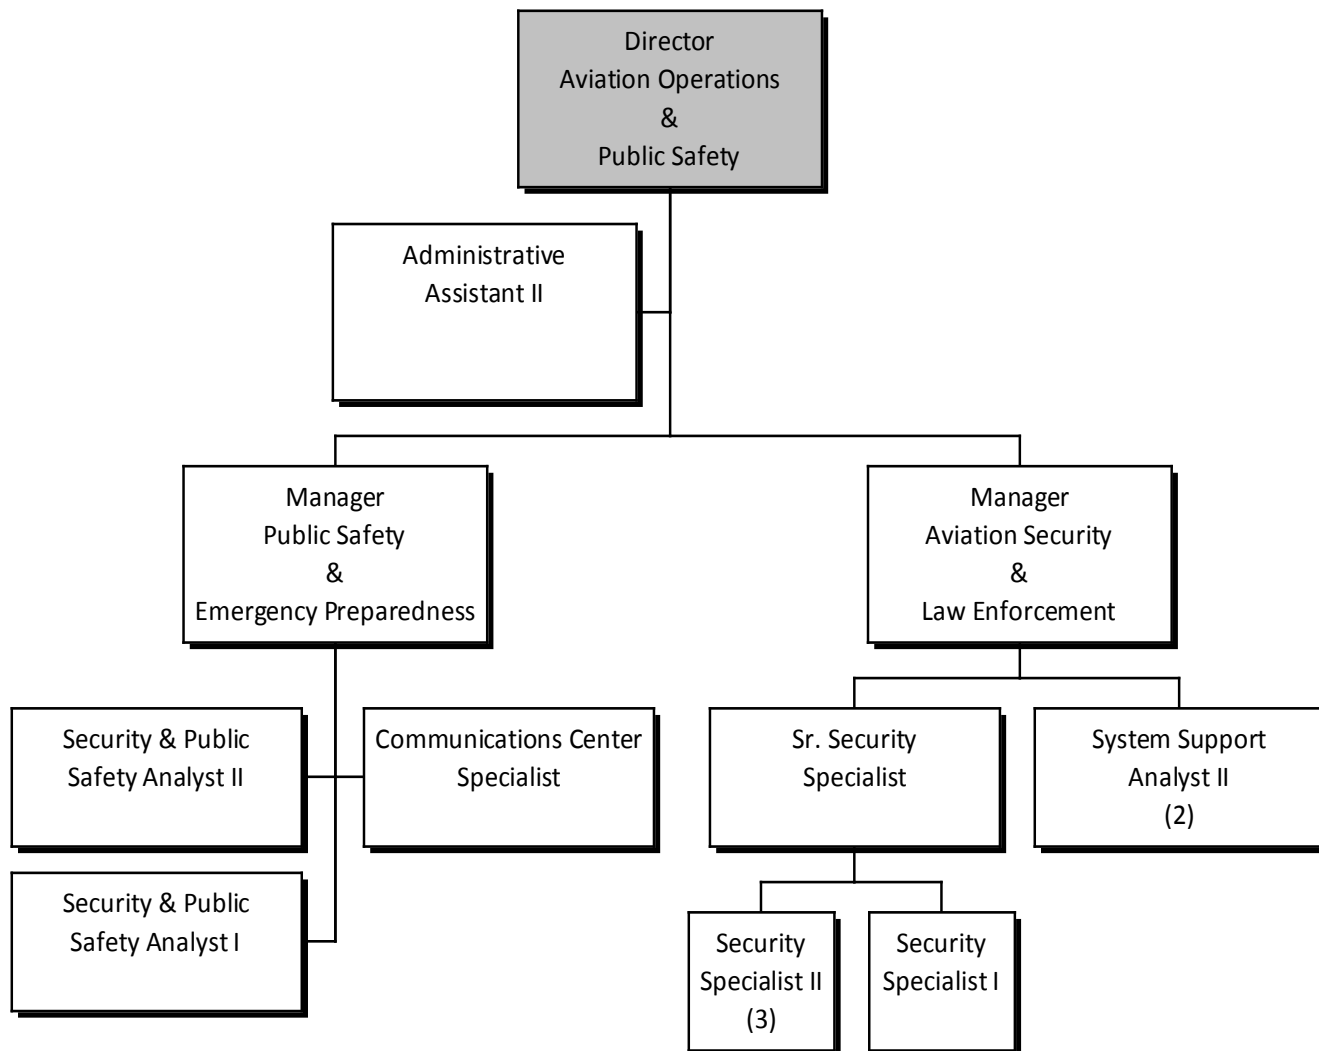 Director
Aviation Operations
&
Public Safety
Administrative
Assistant II
Manager
Public Safety
&
Emergency Preparedness
Manager
Aviation Security
&
Law Enforcement
Security & Public
Safety Analyst II
Communications Center
Specialist
Sr. Security
Specialist
System Support
Analyst II
(2)
Security & Public
Safety Analyst I
Security
Specialist II
(3)
Security
Specialist I